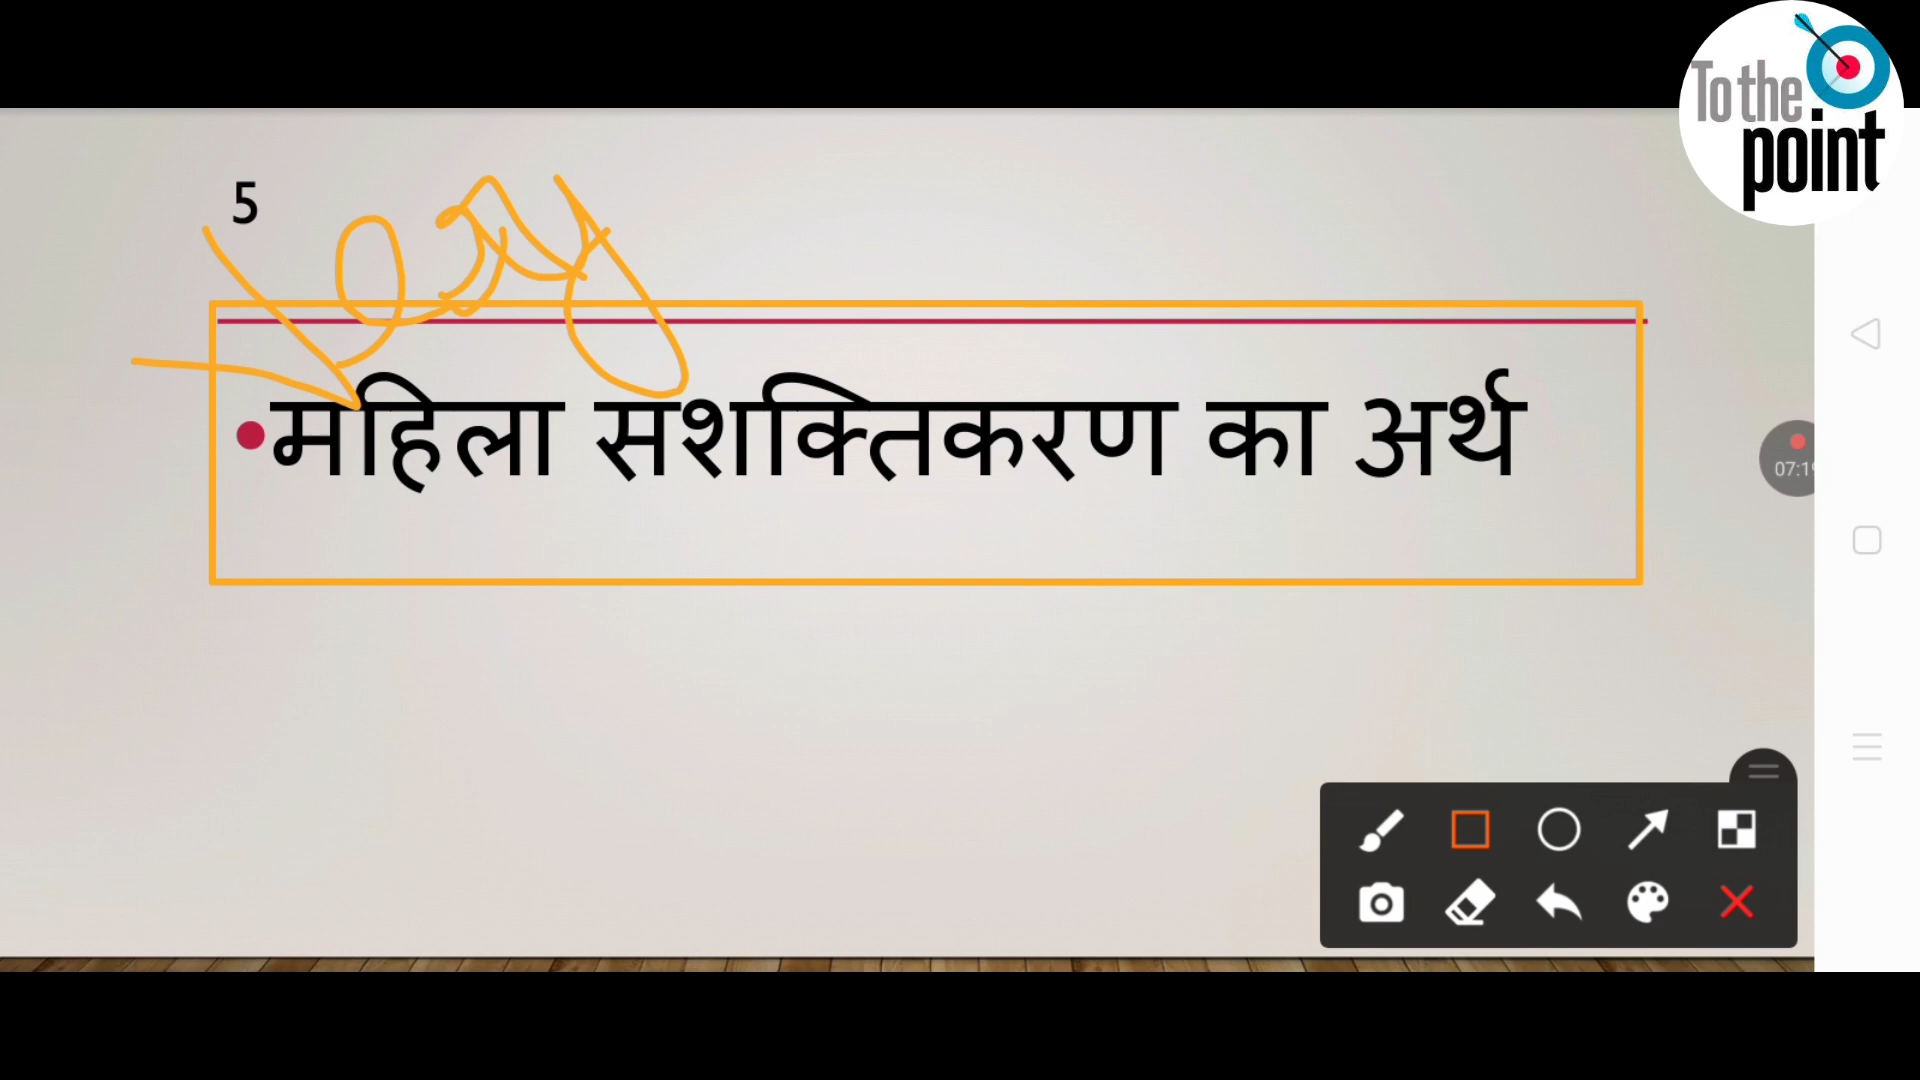 To the
point
5
महिला सशक्तिकरण का अर्थ